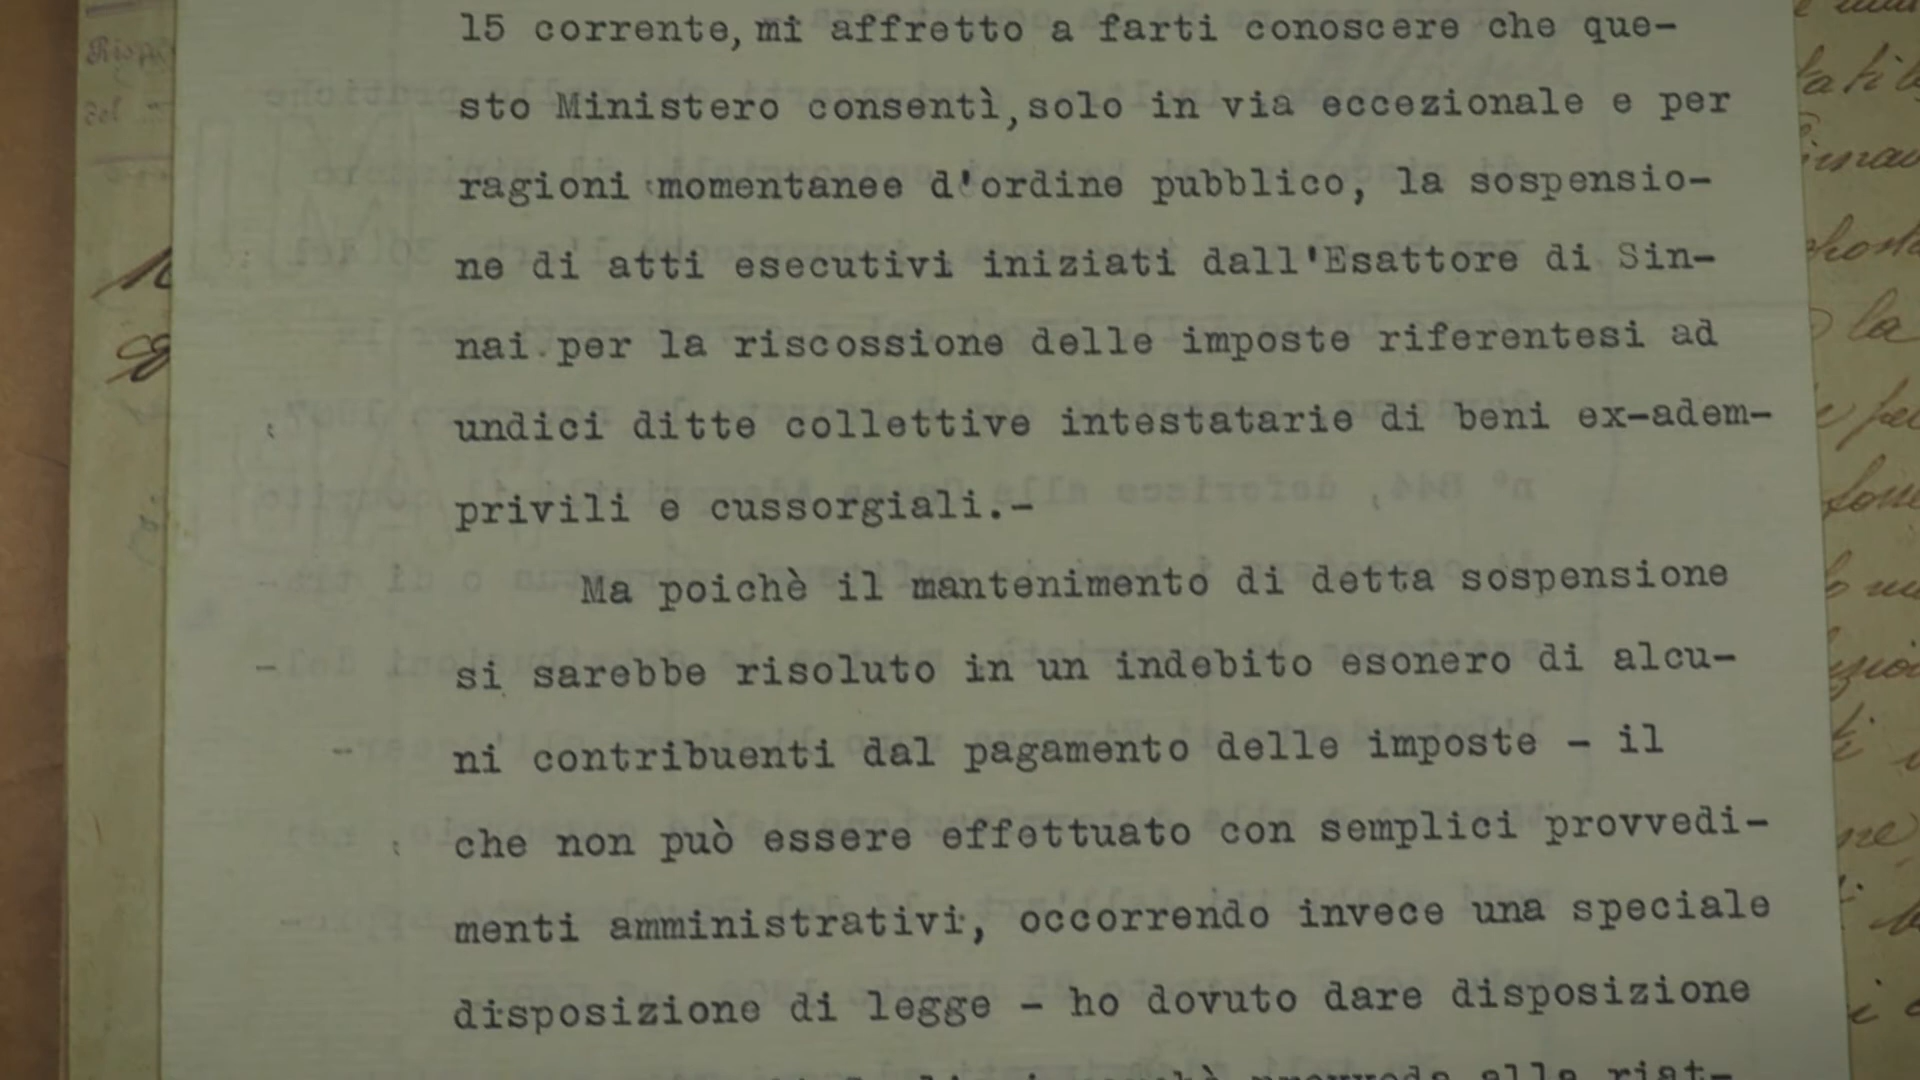 15 corrente, mi affretto a farti conoscere che que-
sto Ministero consentì, solo in via eccezionale e per
ragioni momentanee d'ordine pubblico, la sospensio-
ne di atti esecutivi iniziati dall'Esattore di Sin-
nai per la riscossione delle imposte riferentesi ad
undici ditte collettive intestatarie di beni ex-adem-
privili e cussorgiali.-
Ma poichè il mantenimento di detta sospensione
si sarebbe risoluto in un indebito esonero di alcu-
ni contribuenti dal pagamento delle imposte - il
che non può essere effettuato con semplici provvedi-
menti amministrativi, occorrendo invece una speciale
disposizione di legge - ho dovuto dare disposizione
alla riat-